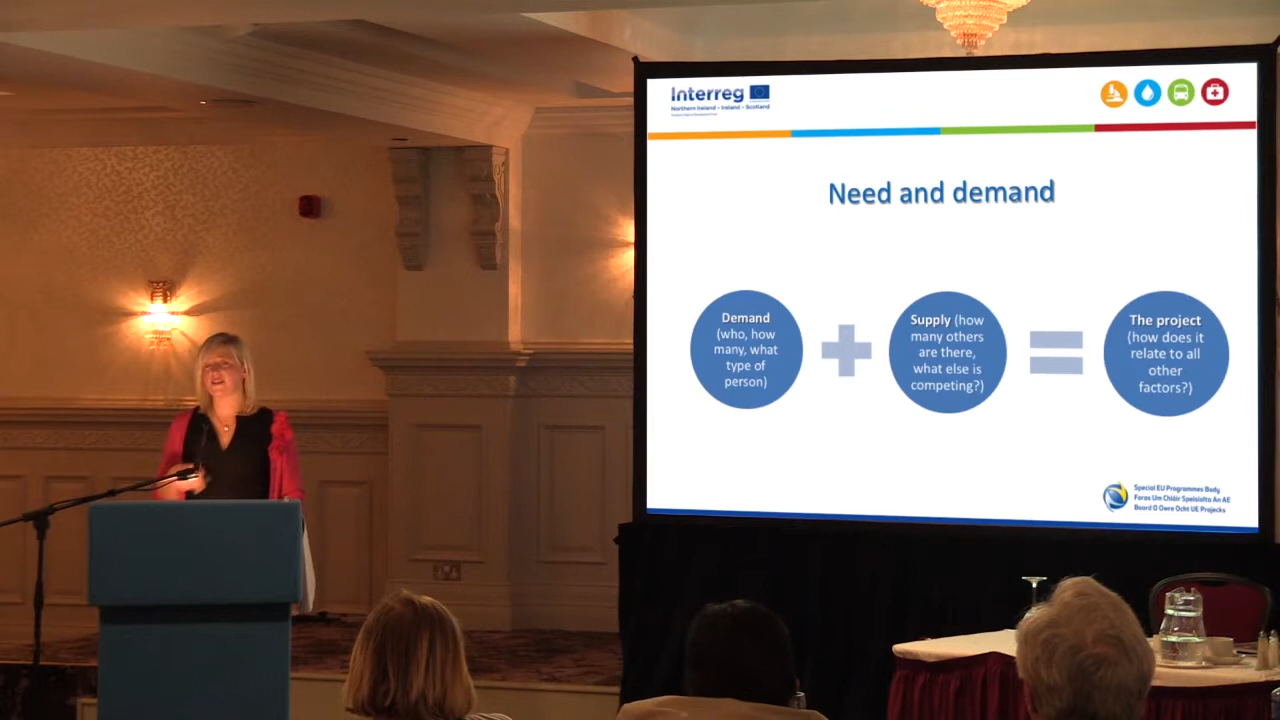 Interreg
Northern Ireland - Ireland - Scotland
Need and demand
Demand
(who, how
many, what
type of
person)
Supply (how
many others
are there,
what else is
competing?)
The project
(how does it
relate to all
other
factors?)
Special EU Programmes Body
Foras Um Chláir Speisialta An AE
Board O Owre Ocht UE Projecks